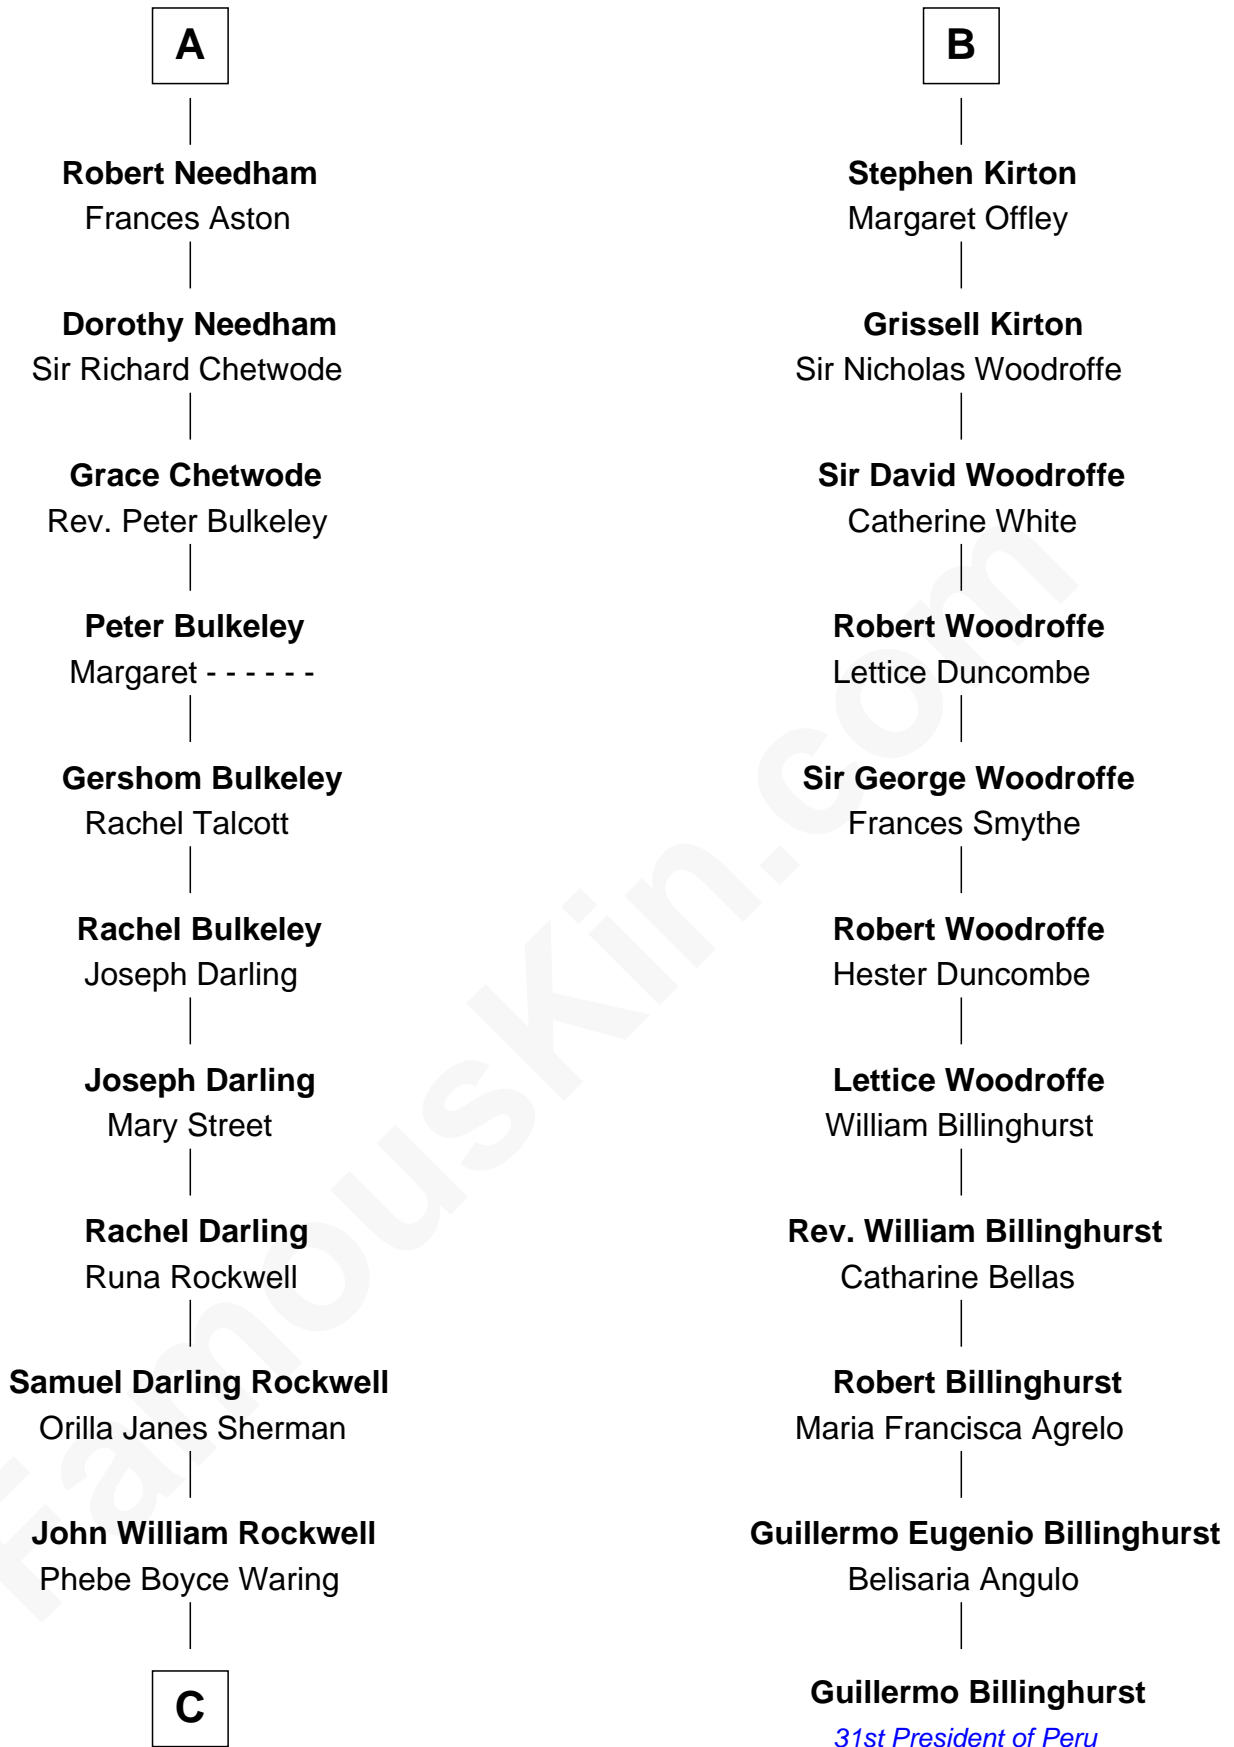 A
Robert Needham
Frances Aston
Dorothy Needham
Sir Richard Chetwode
Grace Chetwode
Rev. Peter Bulkeley
Peter Bulkeley
Margaret - - - - - -
Gershom Bulkeley
Rachel Talcott
Rachel Bulkeley
Joseph Darling
Joseph Darling
Mary Street
Rachel Darling
Runa Rockwell
Samuel Darling Rockwell
Orilla Janes Sherman
John William Rockwell
Phebe Boyce Waring
C
B
Stephen Kirton
Margaret Offley
Grissell Kirton
Sir Nicholas Woodroffe
Sir David Woodroffe
Catherine White
Robert Woodroffe
Lettice Duncombe
Sir George Woodroffe
Frances Smythe
Robert Woodroffe
Hester Duncombe
Lettice Woodroffe
William Billinghurst
Rev. William Billinghurst
Catharine Bellas
Robert Billinghurst
Maria Francisca Agrelo
Guillermo Eugenio Billinghurst
Belisaria Angulo
Guillermo Billinghurst
31st President of Peru
FamousKin.com